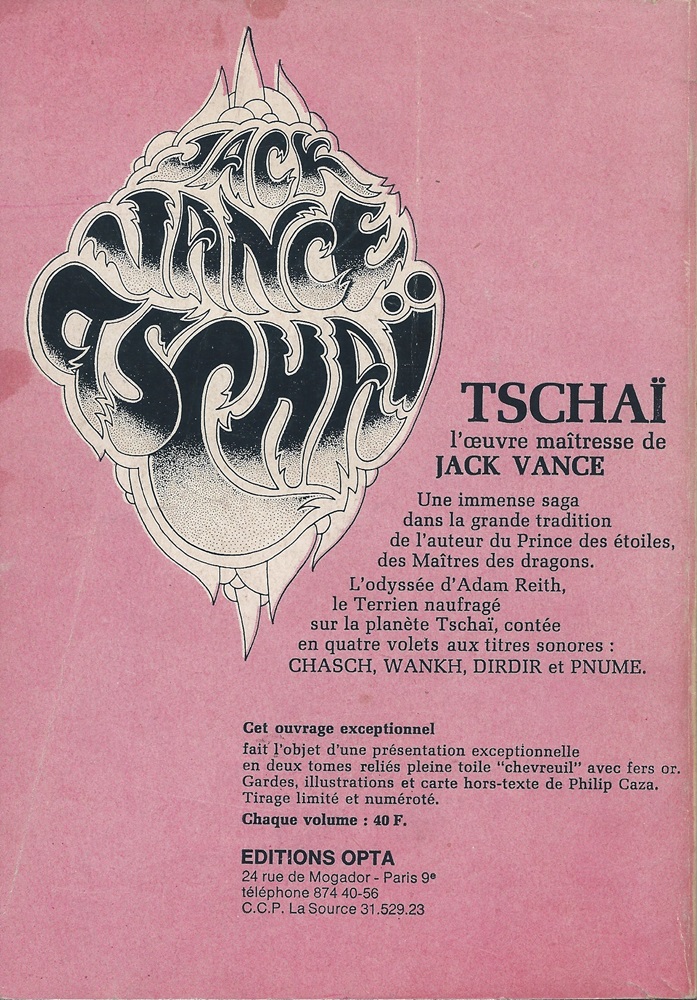 JACK
VANCE
TSCHAÏ
TSCHAÏ
l'œuvre maîtresse de
JACK VANCE
Une immense saga
dans la grande tradition
de l'auteur du Prince des étoiles,
des Maîtres des dragons.
L'odyssée d'Adam Reith,
le Terrien naufragé
sur la planète Tschaï, contée
en quatre volets aux titres sonores :
CHASCH, WANKH, DIRDIR et PNUME.
Cet ouvrage exceptionnel
fait l'objet d'une présentation exceptionnelle
en deux tomes reliés pleine toile "chevreuil" avec fers or.
Gardes, illustrations et carte hors-texte de Philip Caza.
Tirage limité et numéroté.
Chaque volume : 40 F.
EDITIONS OPTA
24 rue de Mogador - Paris 9e
téléphone 874 40-56
C.C.P. La Source 31.529.23